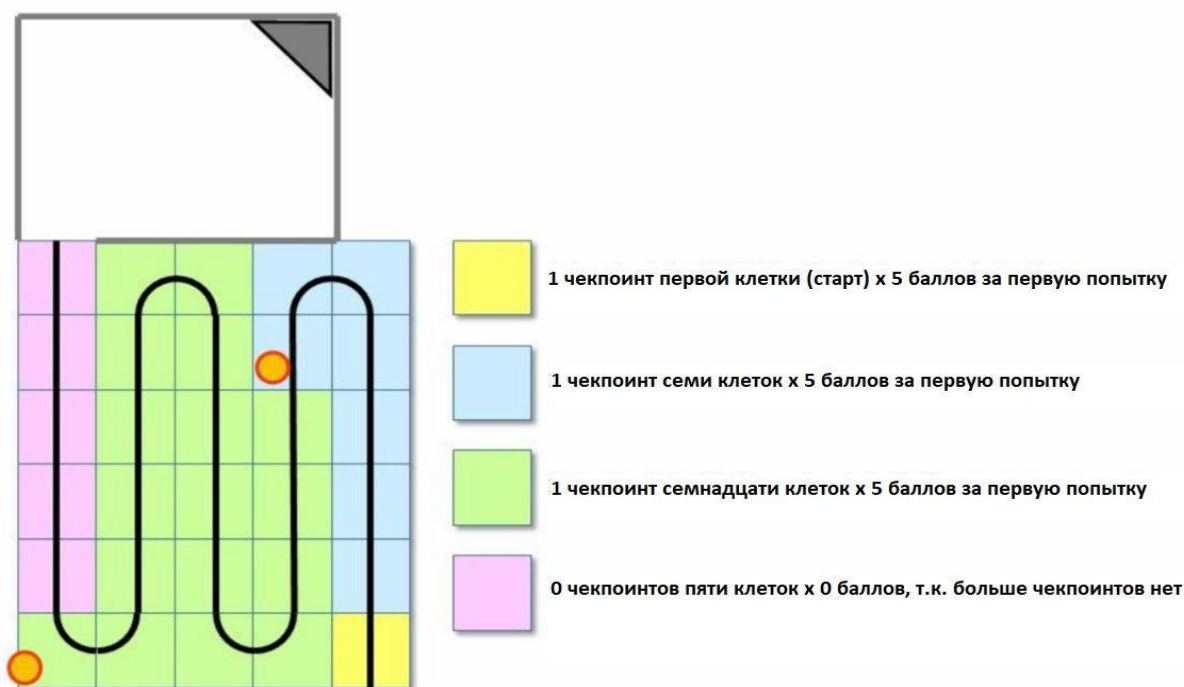 1 чекпоинт первой клетки (старт) х 5 баллов за первую попытку
1 чекпоинт семи клеток х 5 баллов за первую попытку
1 чекпоинт семнадцати клеток х 5 баллов за первую попытку
0 чекпоинтов пяти клеток х 0 баллов, т.к. больше чекпоинтов нет